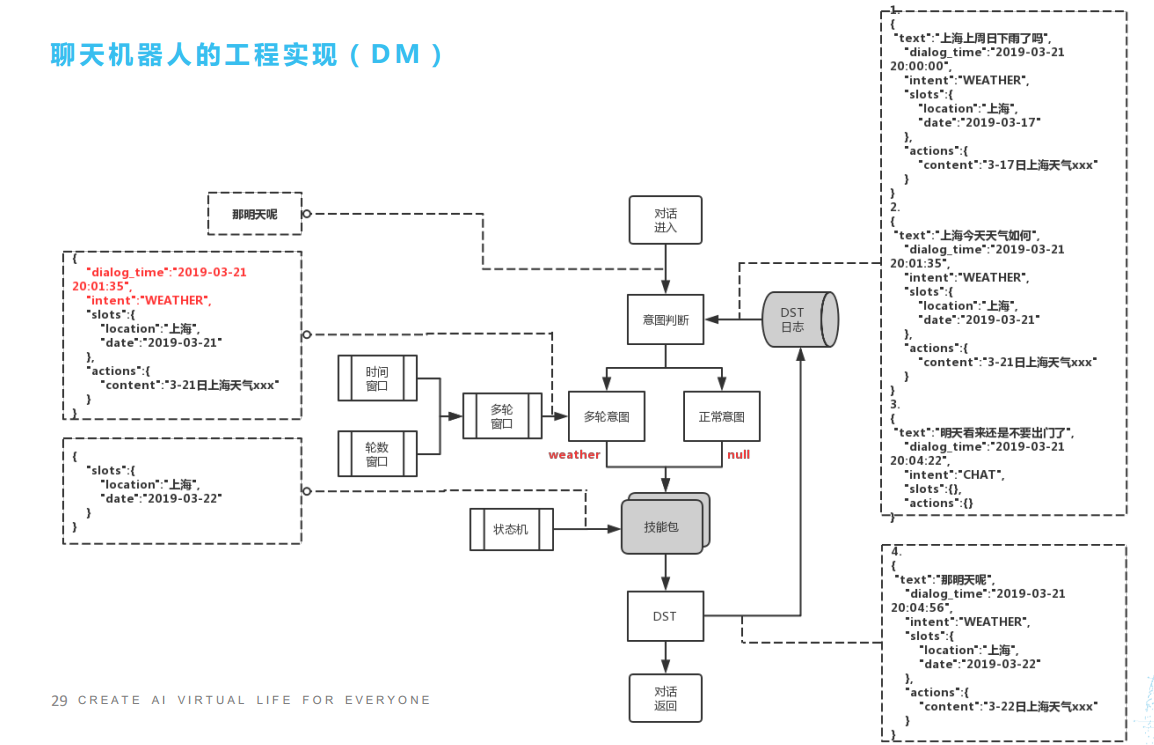 聊天机器人的工程实现（DM）
那明天呢
{
"dialog_time":"2019-03-21
20:01:35",
"intent":"WEATHER",
"slots":{
"location":"上海",
"date":"2019-03-21"
},
"actions":{
"content":"3-21日上海天气xxx"
}
}
{
"slots":{
"location":"上海",
"date":"2019-03-22"
}
}
时间
窗口
轮数
窗口
多轮
窗口
状态机
对话
进入
意图判断
DST
日志
多轮意图
正常意图
weather
null
技能包
DST
对话
返回
1.
{
"text":"上海上周日下雨了吗",
"dialog_time":"2019-03-21
20:00:00",
"intent":"WEATHER",
"slots":{
"location":"上海",
"date":"2019-03-17"
},
"actions":{
"content":"3-17日上海天气xxx"
}
}
2.
{
"text":"上海今天天气如何",
"dialog_time":"2019-03-21
20:01:35",
"intent":"WEATHER",
"slots":{
"location":"上海",
"date":"2019-03-21"
},
"actions":{
"content":"3-21日上海天气xxx"
}
}
3.
{
"text":"明天看来还是不要出门了",
"dialog_time":"2019-03-21
20:04:22",
"intent":"CHAT",
"slots":{},
"actions":{}
}
4.
{
"text":"那明天呢",
"dialog_time":"2019-03-21
20:04:56",
"intent":"WEATHER",
"slots":{
"location":"上海",
"date":"2019-03-22"
},
"actions":{
"content":"3-22日上海天气xxx"
}
}
29 CREATE AI VIRTUAL LIFE FOR EVERYONE